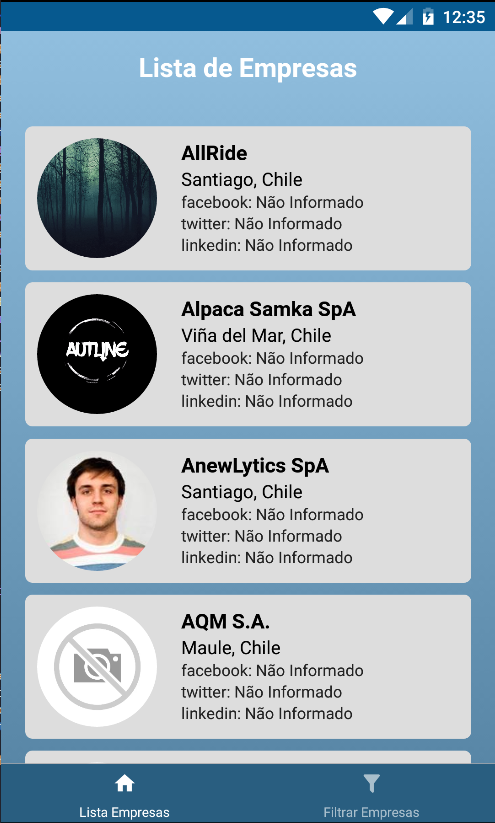 12:35
Lista de Empresas
AllRide
Santiago, Chile
facebook: Não Informado
twitter: Não Informado
linkedin: Não Informado
AUTLINE
Alpaca Samka SpA
Viña del Mar, Chile
facebook: Não Informado
twitter: Não Informado
linkedin: Não Informado
AnewLytics SpA
Santiago, Chile
facebook: Não Informado
twitter: Não Informado
linkedin: Não Informado
AQM S.A.
Maule, Chile
facebook: Não Informado
twitter: Não Informado
linkedin: Não Informado
Lista Empresas
Filtrar Empresas